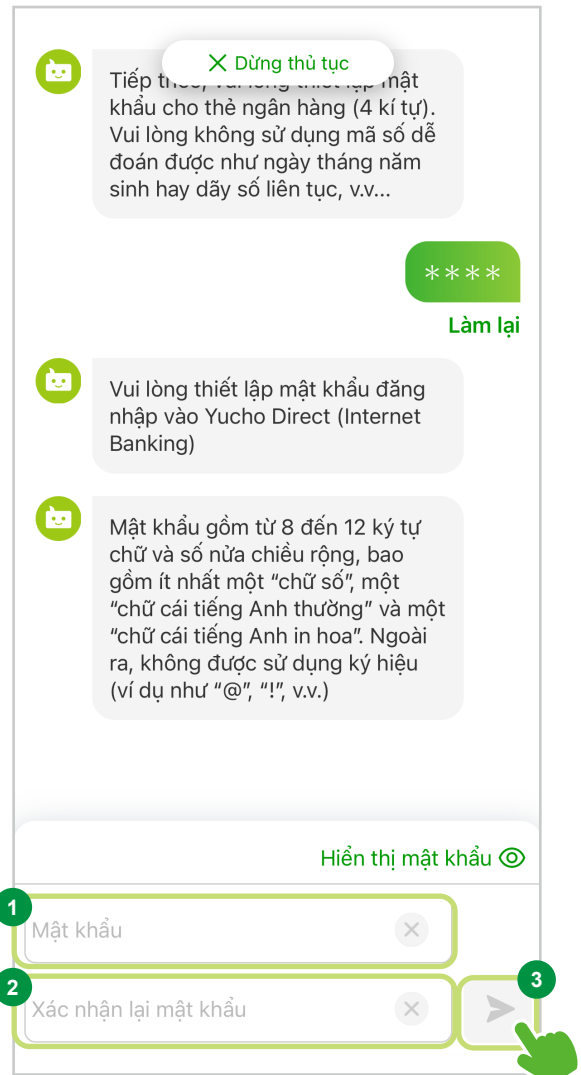 Dừng thủ tục
Tiếp mật
khẩu cho thẻ ngân hàng (4 kí tự).
Vui lòng không sử dụng mã số dễ
đoán được như ngày tháng năm
sinh hay dãy số liên tục, v.v...
****
Làm lại
Vui lòng thiết lập mật khẩu đăng
nhập vào Yucho Direct (Internet
Banking)
Mật khẩu gồm từ 8 đến 12 ký tự
chữ và số nửa chiều rộng, bao
gồm ít nhất một “chữ số”, một
“chữ cái tiếng Anh thường” và một
“chữ cái tiếng Anh in hoa”. Ngoài
ra, không được sử dụng ký hiệu
(ví dụ như “@”, “!”, v.v.)
Hiển thị mật khẩu
1
Mật khẩu
2
Xác nhận lại mật khẩu
3